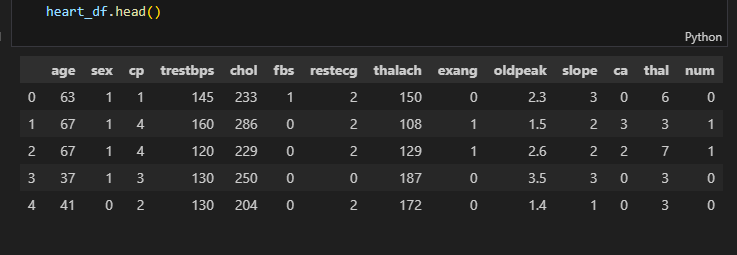 heart_df.head()
Python
age sex cp trestbps chol fbs restecg thalach exang oldpeak slope ca thal num
0 63 1 1 145 233 1 2 150 0 2.3 3 0 6 0
1 67 1 4 160 286 0 2 108 1 1.5 2 3 3 1
2 67 1 4 120 229 0 2 129 1 2.6 2 2 7 1
3 37 1 3 130 250 0 0 187 0 3.5 3 0 3 0
4 41 0 2 130 204 0 2 172 0 1.4 1 0 3 0